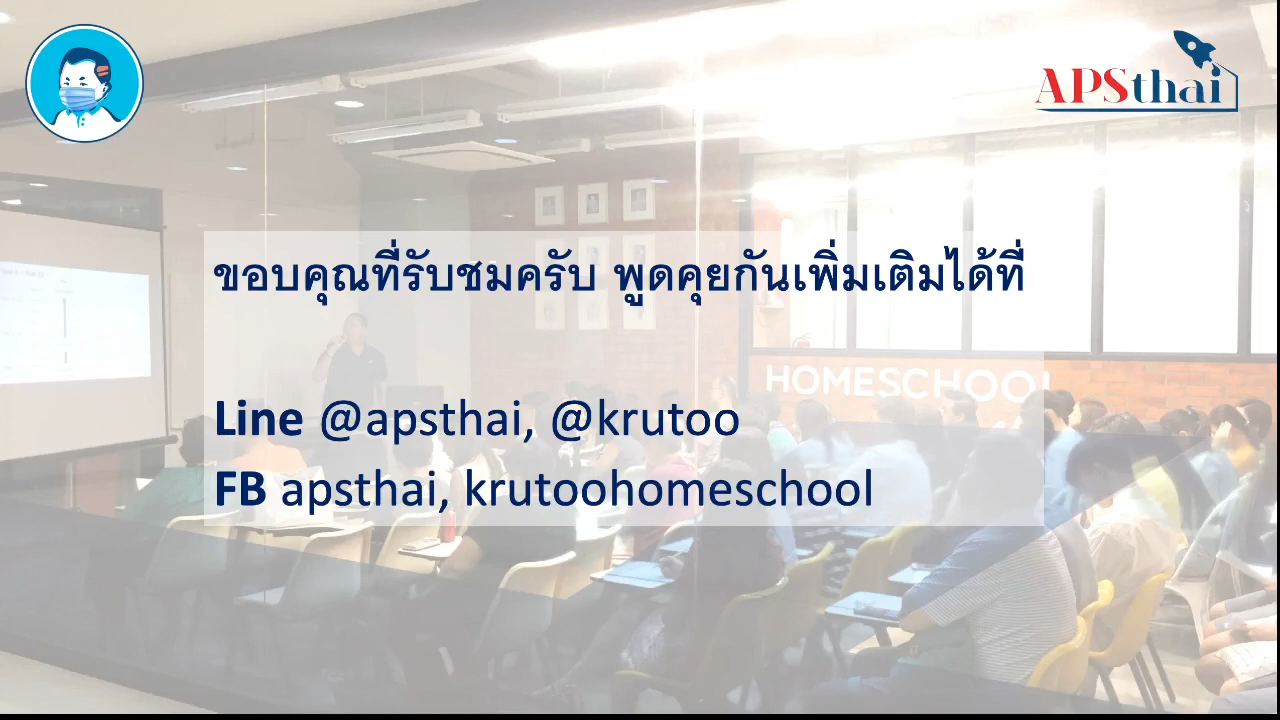 APSthai
ขอบคุณที่รับชมครับ พูดคุยกันเพิ่มเติมได้ที่
HOMESCHOOL
Line @apsthai, @krutoo
FB apsthai, krutoohomeschool